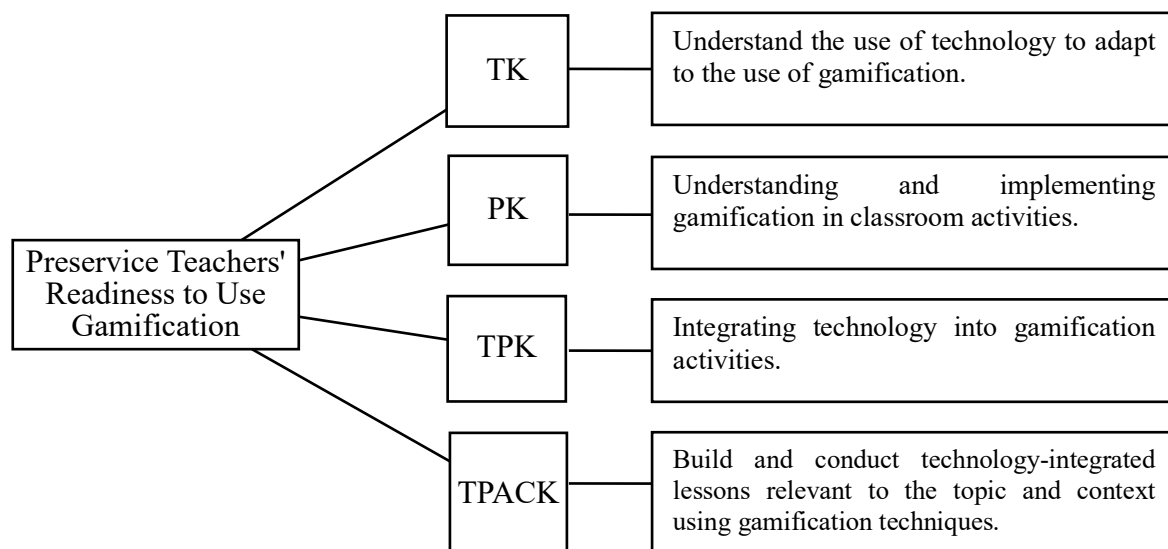 TK
Understand the use of technology to adapt
to the use of gamification.
PK
Understanding and implementing
gamification in classroom activities.
Preservice Teachers'
Readiness to Use
Gamification
TPK
Integrating technology into gamification
activities.
TPACK
Build and conduct technology-integrated
lessons relevant to the topic and context
using gamification techniques.